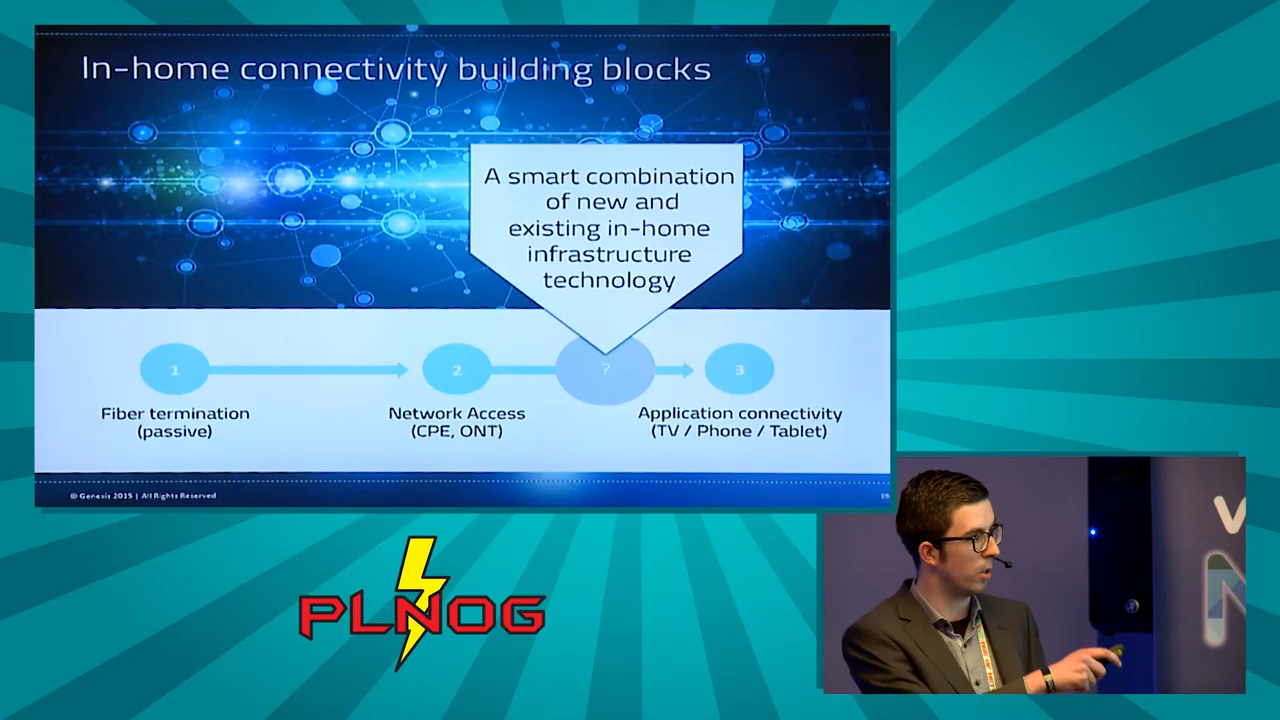 In-home connectivity building blocks
A smart combination
of new and
existing in-home
infrastructure
technology
1
2
?
3
Fiber termination
(passive)
Network Access
(CPE, ONT)
Application connectivity
(TV / Phone / Tablet)
© Genexis 2015 | All Rights Reserved
PLNOG